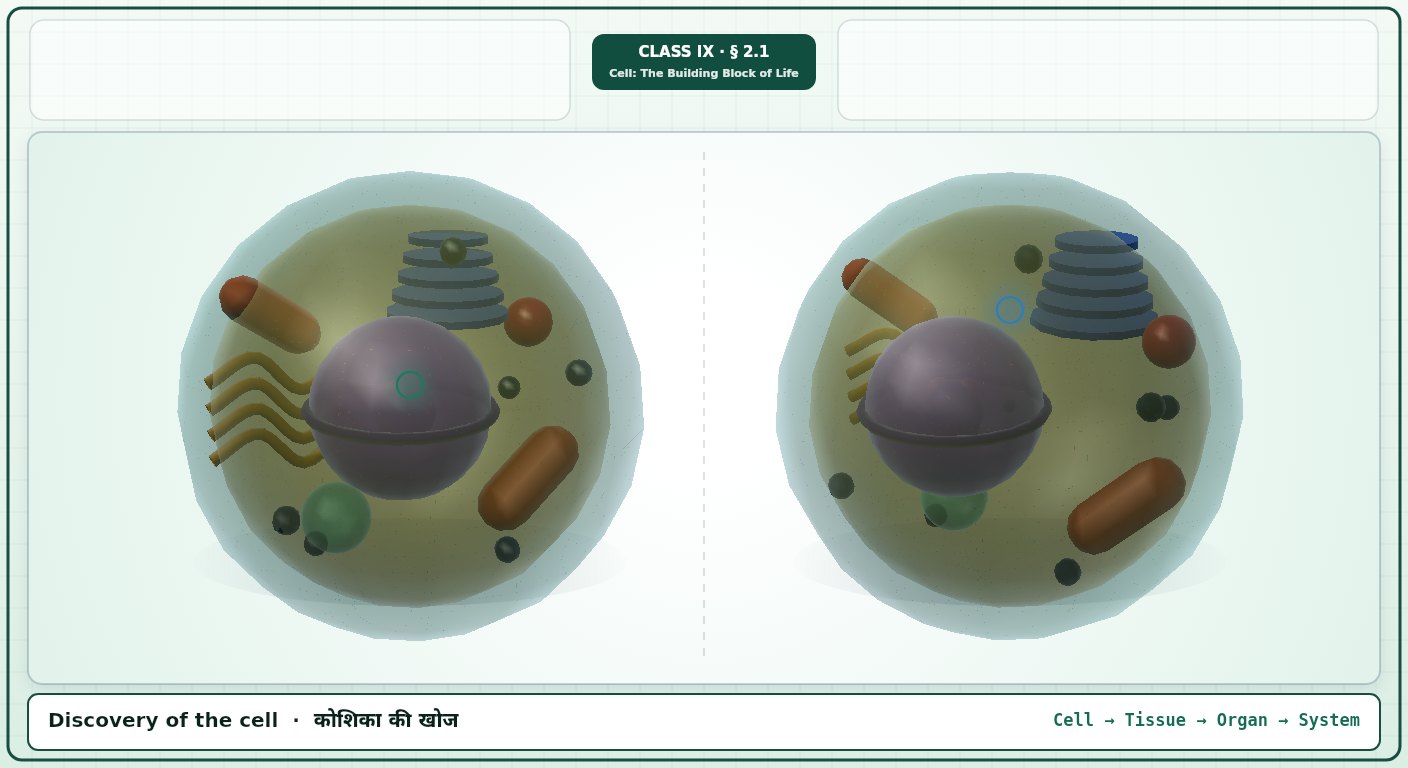 CLASS IX · § 2.1
Cell: The Building Block of Life
Discovery of the cell · कोशिका की खोज
Cell → Tissue → Organ → System